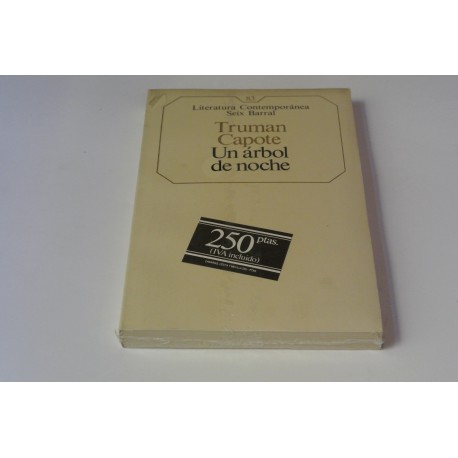 Literatura Contemporánea
Seix Barral
Truman
Capote
Un árbol
de noche
250 ptas.
(IVA incluido)